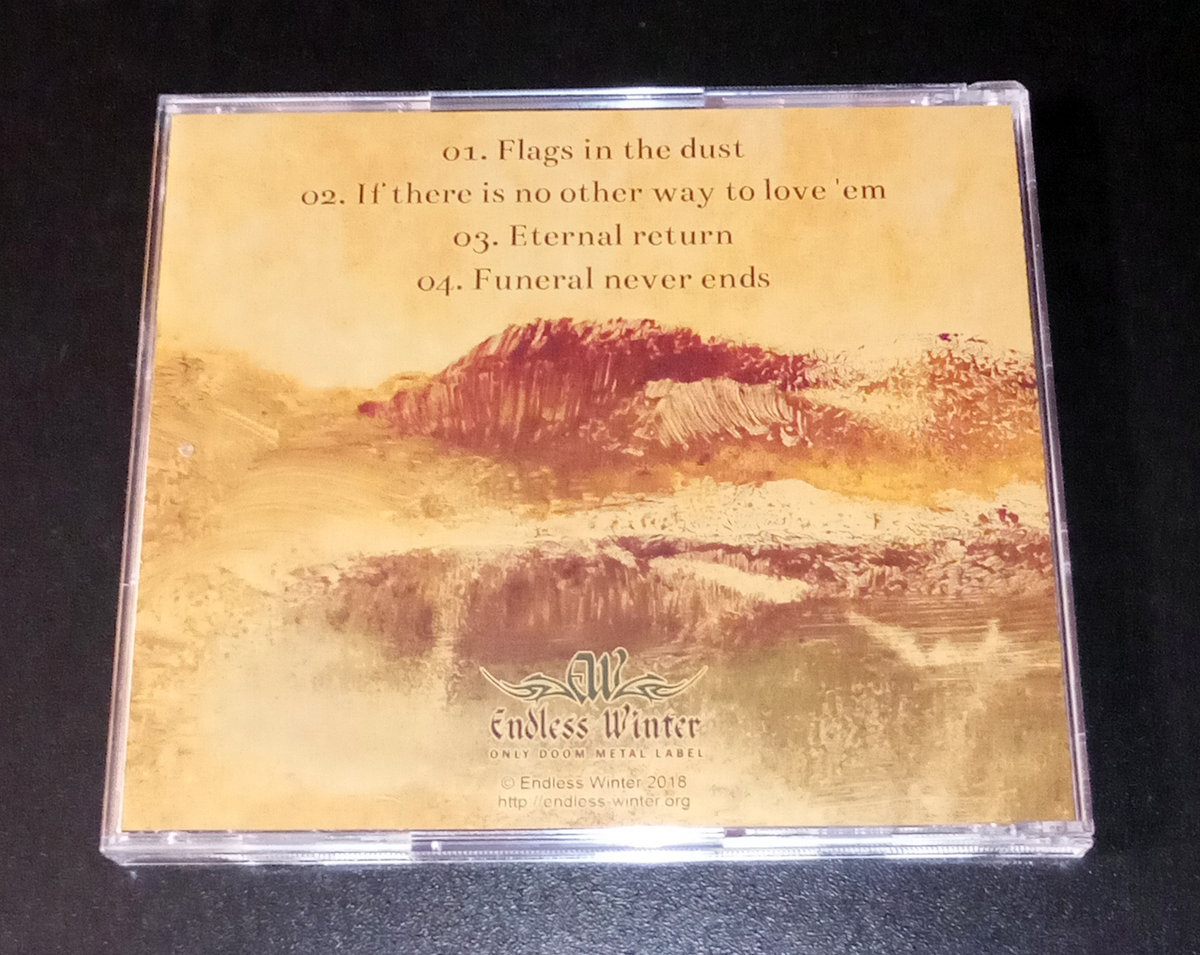 01. Flags in the dust
02. If there is no other way to love 'em
03. Eternal return
04. Funeral never ends
EW
Endless Winter
ONLY DOOM METAL LABEL
© Endless Winter 2018
http://endless-winter.org